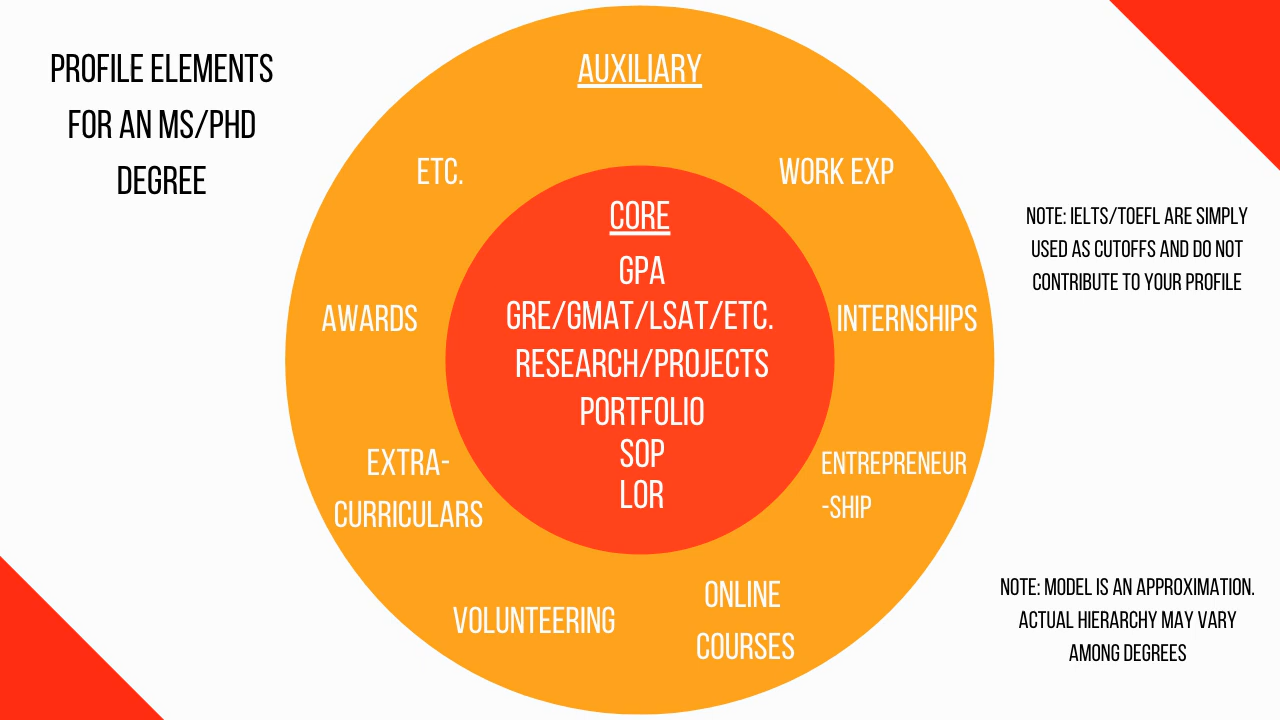 PROFILE ELEMENTS
FOR AN MS/PHD
DEGREE
AUXILIARY
ETC.
WORK EXP
AWARDS
INTERNSHIPS
EXTRA-
CURRICULARS
ENTREPRENEUR
-SHIP
VOLUNTEERING
ONLINE
COURSES
CORE
GPA
GRE/GMAT/LSAT/ETC.
RESEARCH/PROJECTS
PORTFOLIO
SOP
LOR
NOTE: IELTS/TOEFL ARE SIMPLY
USED AS CUTOFFS AND DO NOT
CONTRIBUTE TO YOUR PROFILE
NOTE: MODEL IS AN APPROXIMATION.
ACTUAL HIERARCHY MAY VARY
AMONG DEGREES